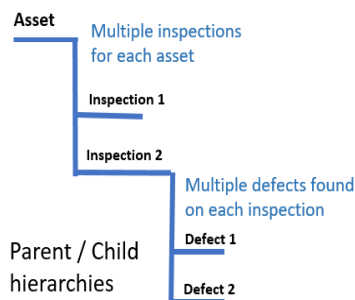 Asset
Multiple inspections
for each asset
Inspection 1
Inspection 2
Multiple defects found
on each inspection
Defect 1
Parent / Child
hierarchies
Defect 2